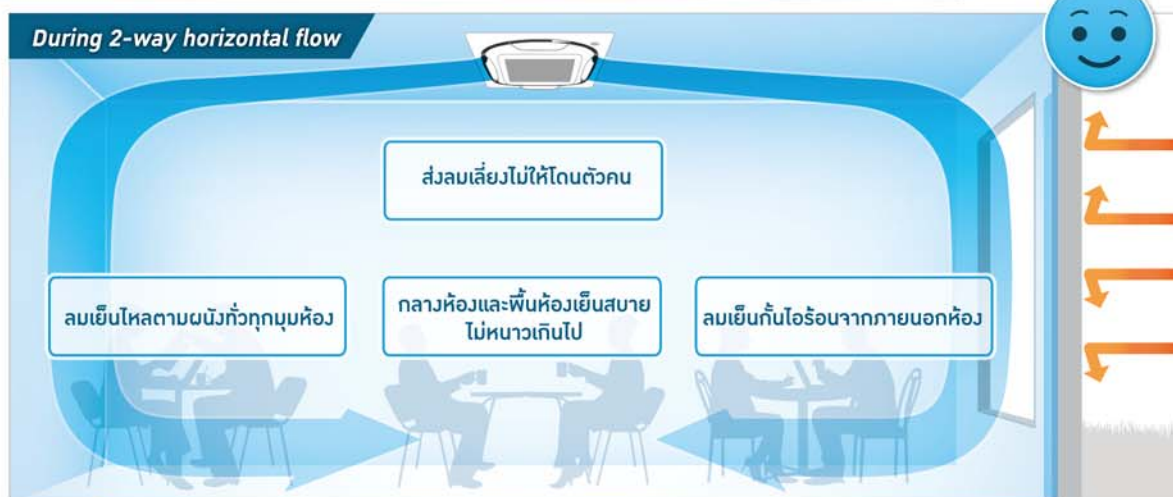 During 2-way horizontal flow
ส่งลมเลี่ยงไม่ให้โดนตัวคน
ลมเย็นไหลตามผนังทั่วทุกมุมห้อง
กลางห้องและพื้นห้องเย็นสบาย
ไม่หนาวเกินไป
ลมเย็นกั้นไอร้อนจากภายนอกห้อง